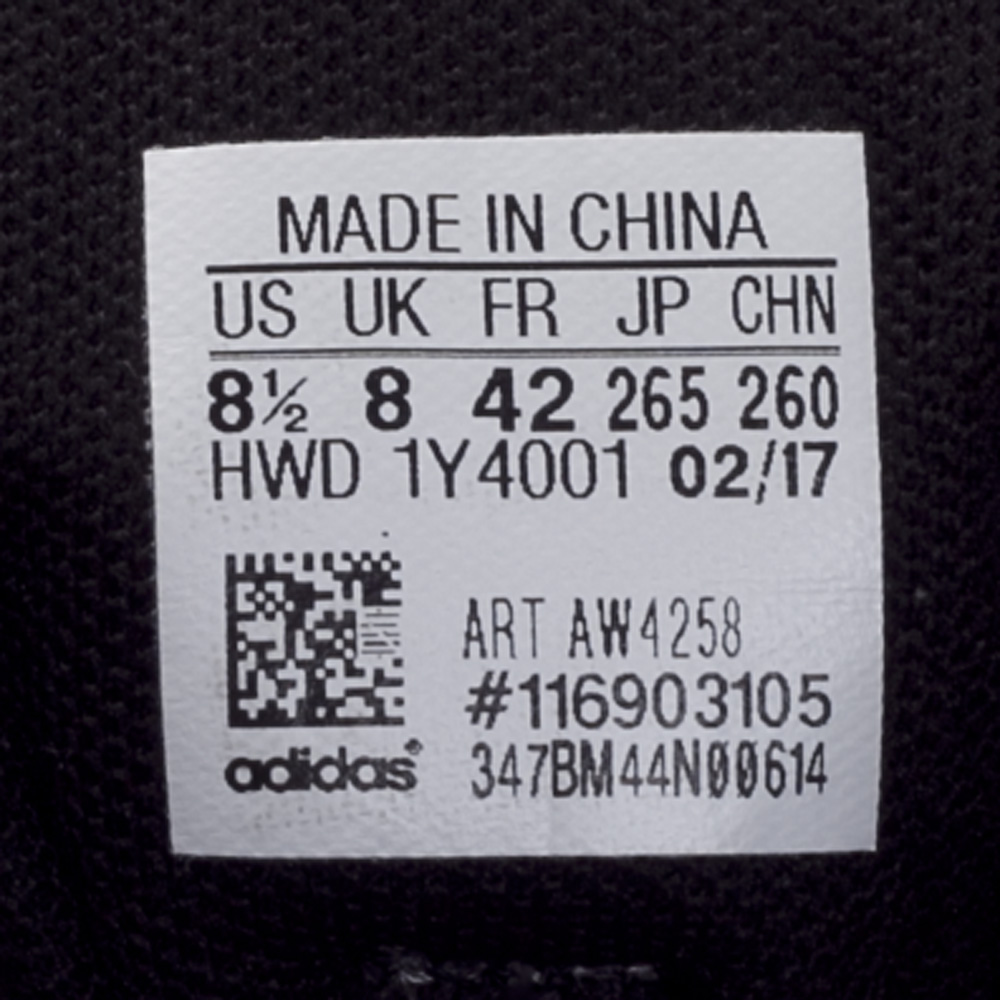 MADE IN CHINA
US UK FR JP CHN
8½ 8 42 265 260
HWD 1Y4001 02/17
ART AW4258
#116903105
adidas®
347BM44N00614